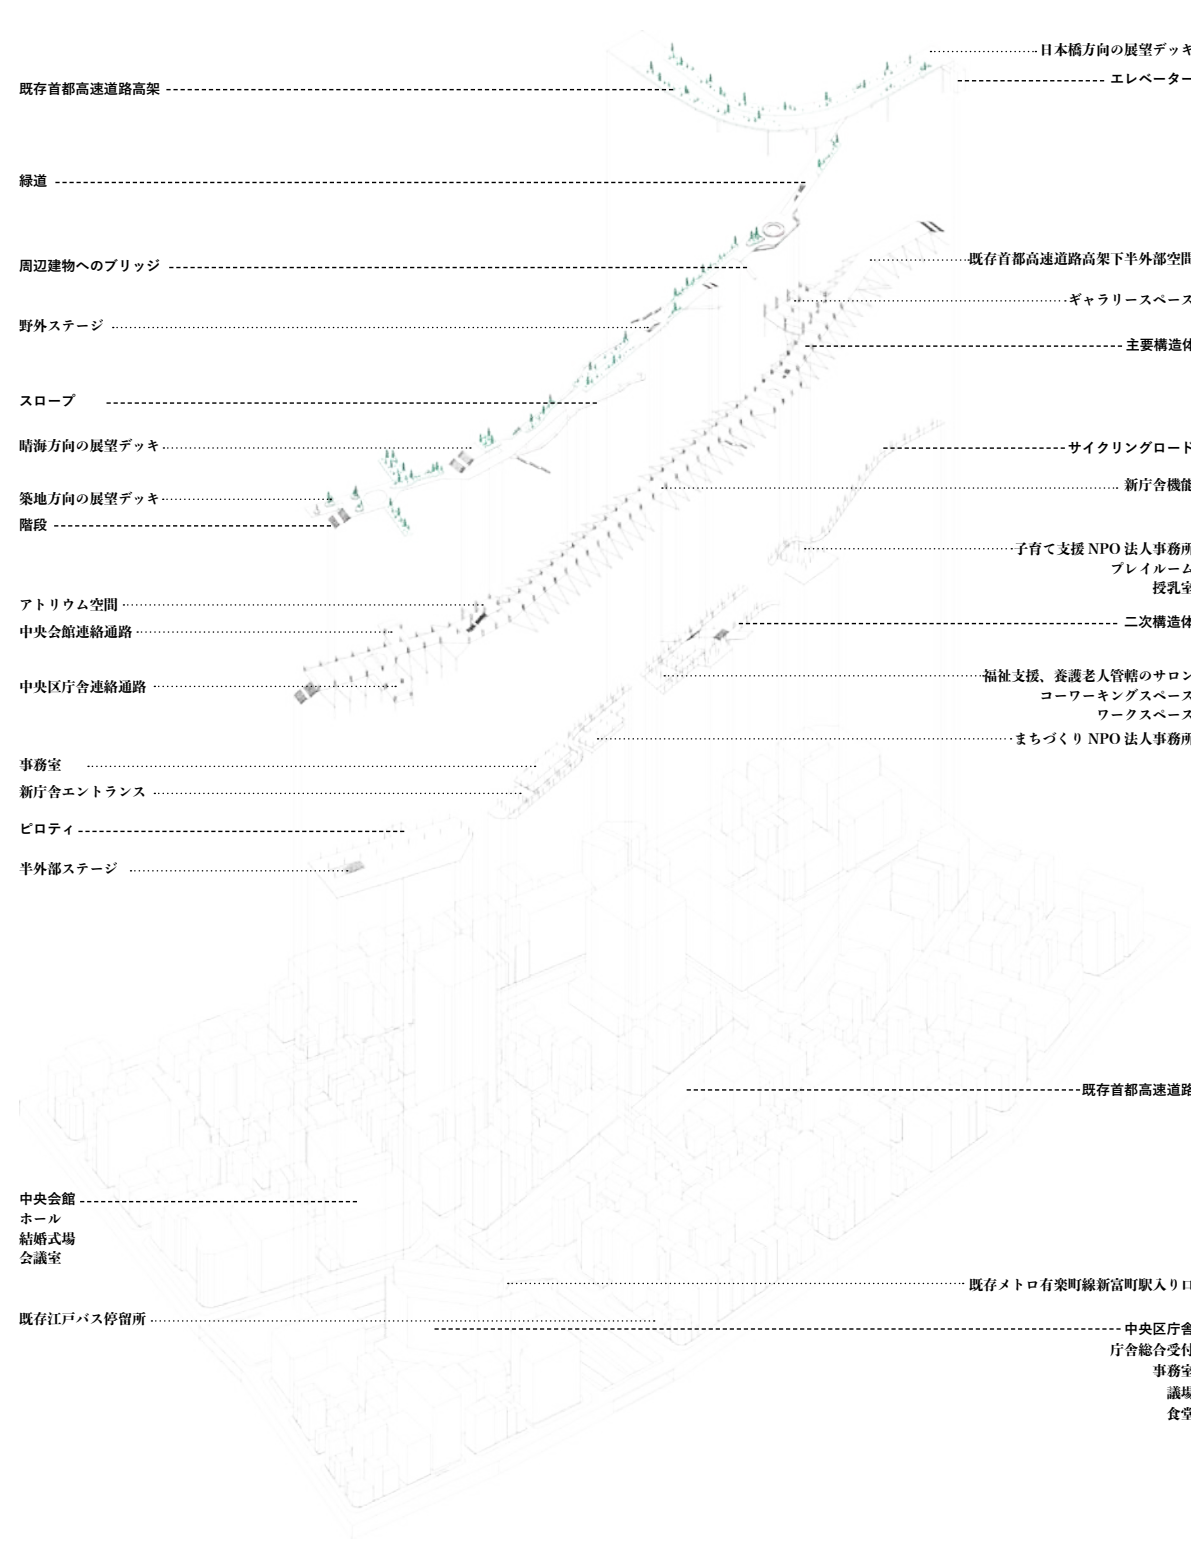 日本橋方向の展望デッキ
エレベーター
既存首都高速道路高架
緑道
周辺建物へのブリッジ
既存首都高速道路高架下半外部空間
ギャラリースペース
野外ステージ
主要構造体
スロープ
晴海方向の展望デッキ
サイクリングロード
新庁舎機能
築地方向の展望デッキ
階段
子育て支援 NPO 法人事務所
プレイルーム
授乳室
アトリウム空間
二次構造体
中央会館連絡通路
福祉支援、養護老人管轄のサロン
中央区庁舎連絡通路
コーワーキングスペース
ワークスペース
まちづくり NPO 法人事務所
事務室
新庁舎エントランス
ピロティ
半外部ステージ
既存首都高速道路
中央会館
ホール
結婚式場
会議室
既存メトロ有楽町線新富町駅入り口
既存江戸バス停留所
中央区庁舎
庁舎総合受付
事務室
議場
食堂